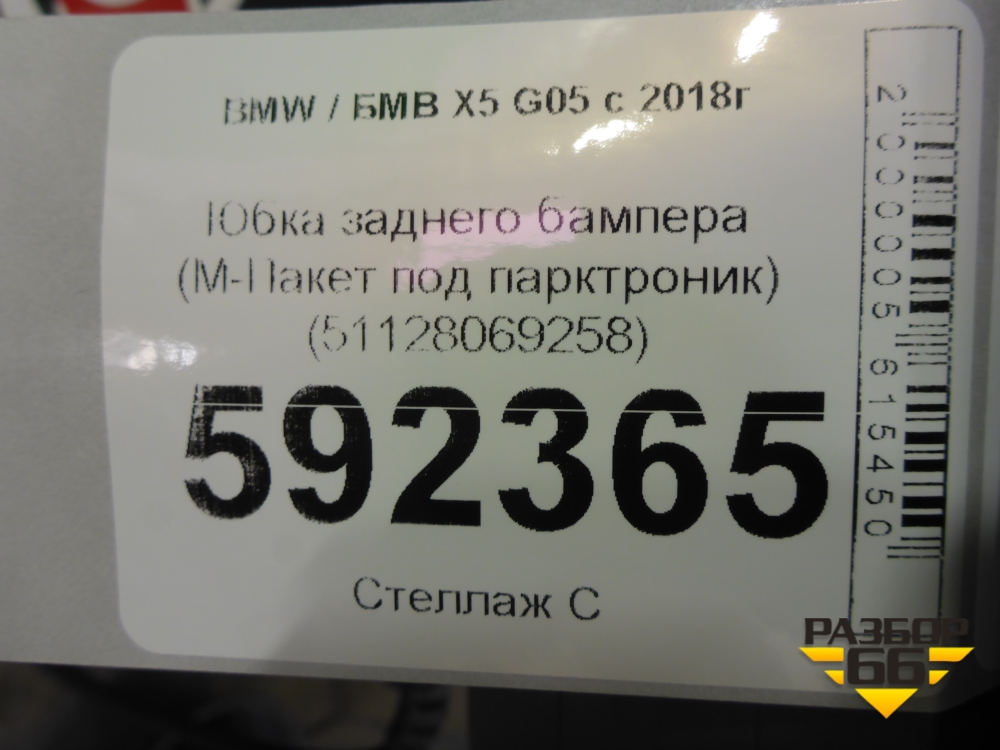 BMW / БМВ X5 G05 с 2018г
Юбка заднего бампера
(М-Пакет под парктроник)
(51128069258)
592365
Стеллаж С
2000005615450
РАЗБОР
66